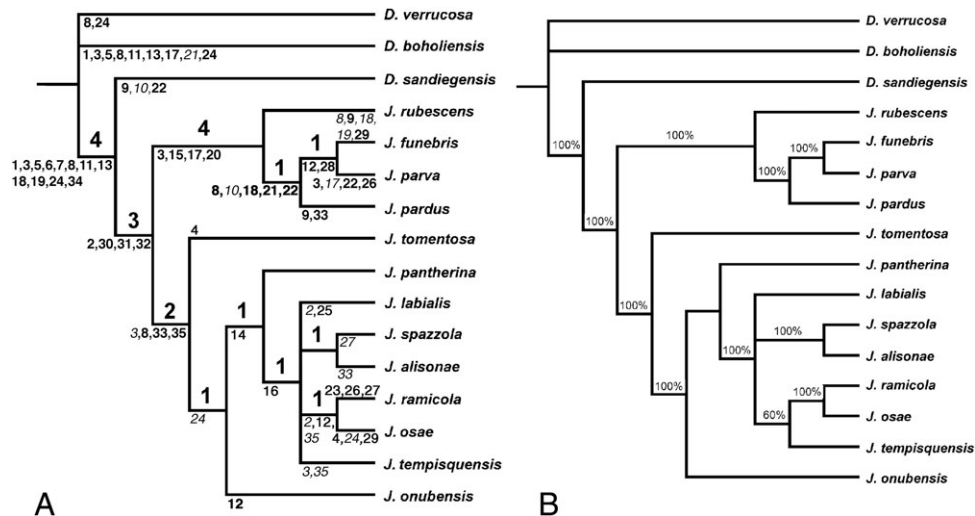 D. verrucosa
8,24
D. boholiensis
1,3,5,8,11,13,17,21,24
D. sandiegensis
9,10,22
4
1,3,5,6,7,8,11,13
18,19,24,34
J. rubescens
8,9,18,
19,29
4
3,15,17,20
J. funebris
1
12,28
J. parva
3,17,22,26
1
8,10,18,21,22
J. pardus
9,33
3
2,30,31,32
J. tomentosa
4
J. pantherina
2
3,8,33,35
1
14
J. labialis
2,25
J. spazzola
1
27
J. alisonae
33
1
16
J. ramicola
23,26,27
1
2,12,
35
J. osae
4,24,29
1
24
J. tempisquensis
3,35
J. onubensis
12
A
D. verrucosa
D. boholiensis
D. sandiegensis
J. rubescens
100%
100%
J. funebris
100%
J. parva
100%
J. pardus
100%
J. tomentosa
J. pantherina
100%
J. labialis
J. spazzola
100%
J. alisonae
100%
J. ramicola
100%
J. osae
60%
J. tempisquensis
100%
J. onubensis
B